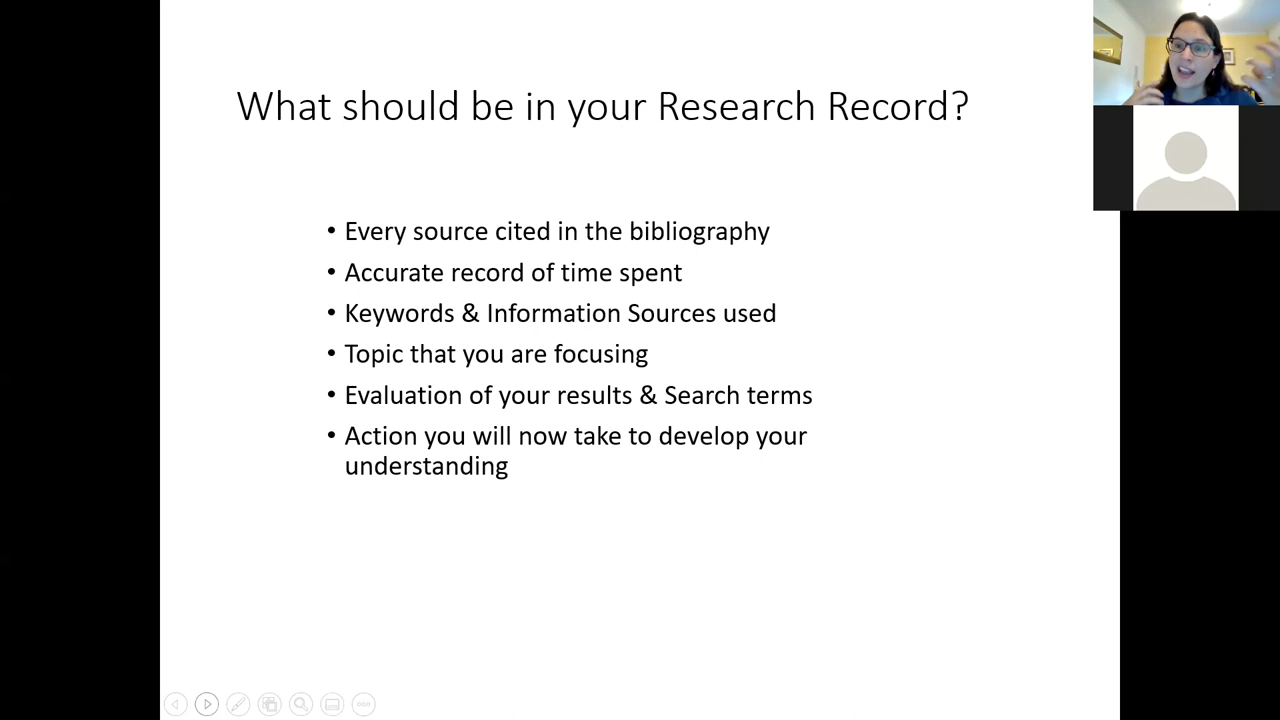 What should be in your Research Record?
• Every source cited in the bibliography
• Accurate record of time spent
• Keywords & Information Sources used
• Topic that you are focusing
• Evaluation of your results & Search terms
• Action you will now take to develop your
understanding